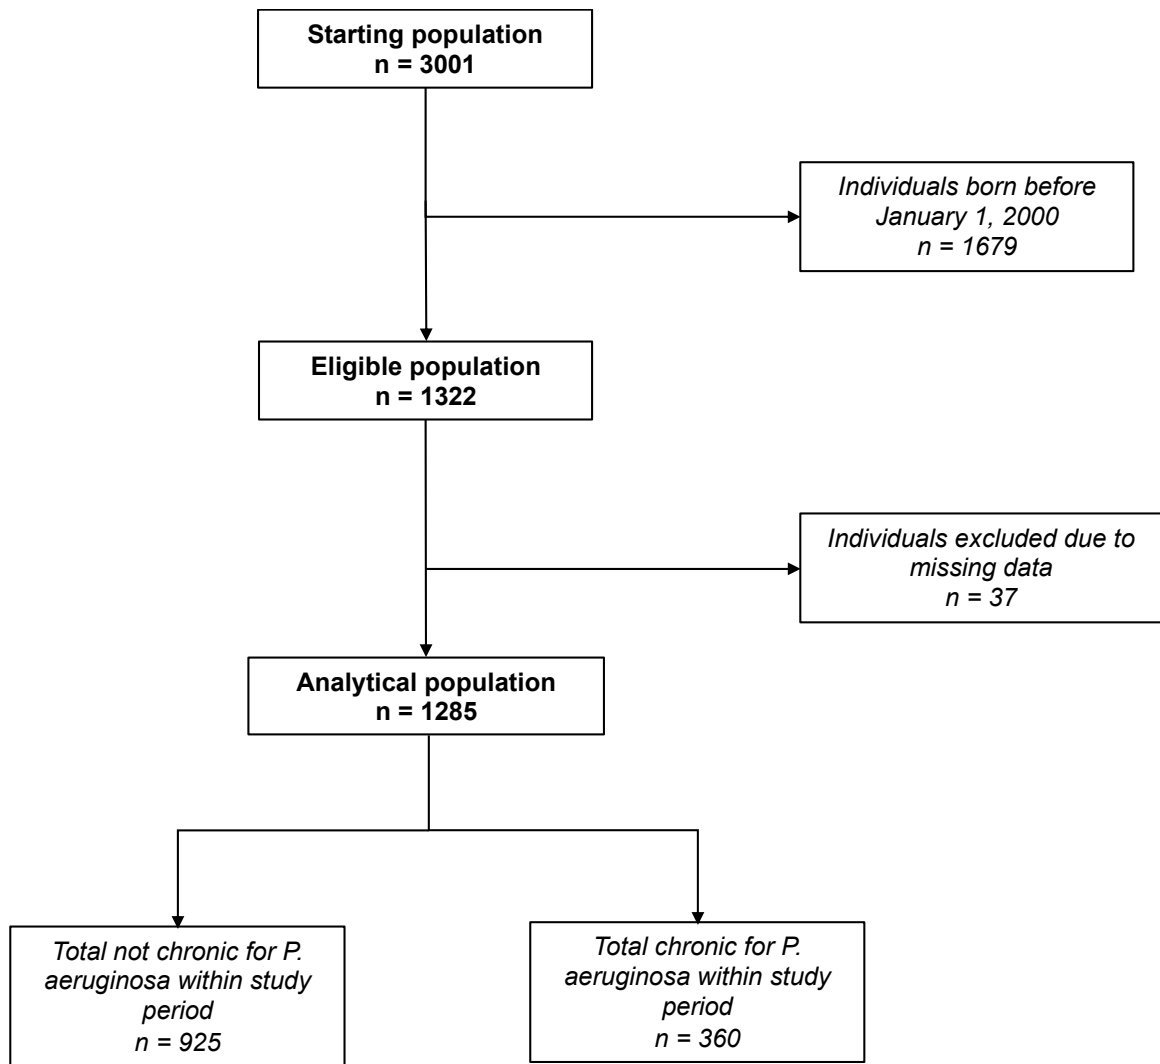 Starting population
n = 3001
Individuals born before
January 1, 2000
n = 1679
Eligible population
n = 1322
Individuals excluded due to
missing data
n = 37
Analytical population
n = 1285
Total not chronic for P.
aeruginosa within study
period
n = 925
Total chronic for P.
aeruginosa within study
period
n = 360